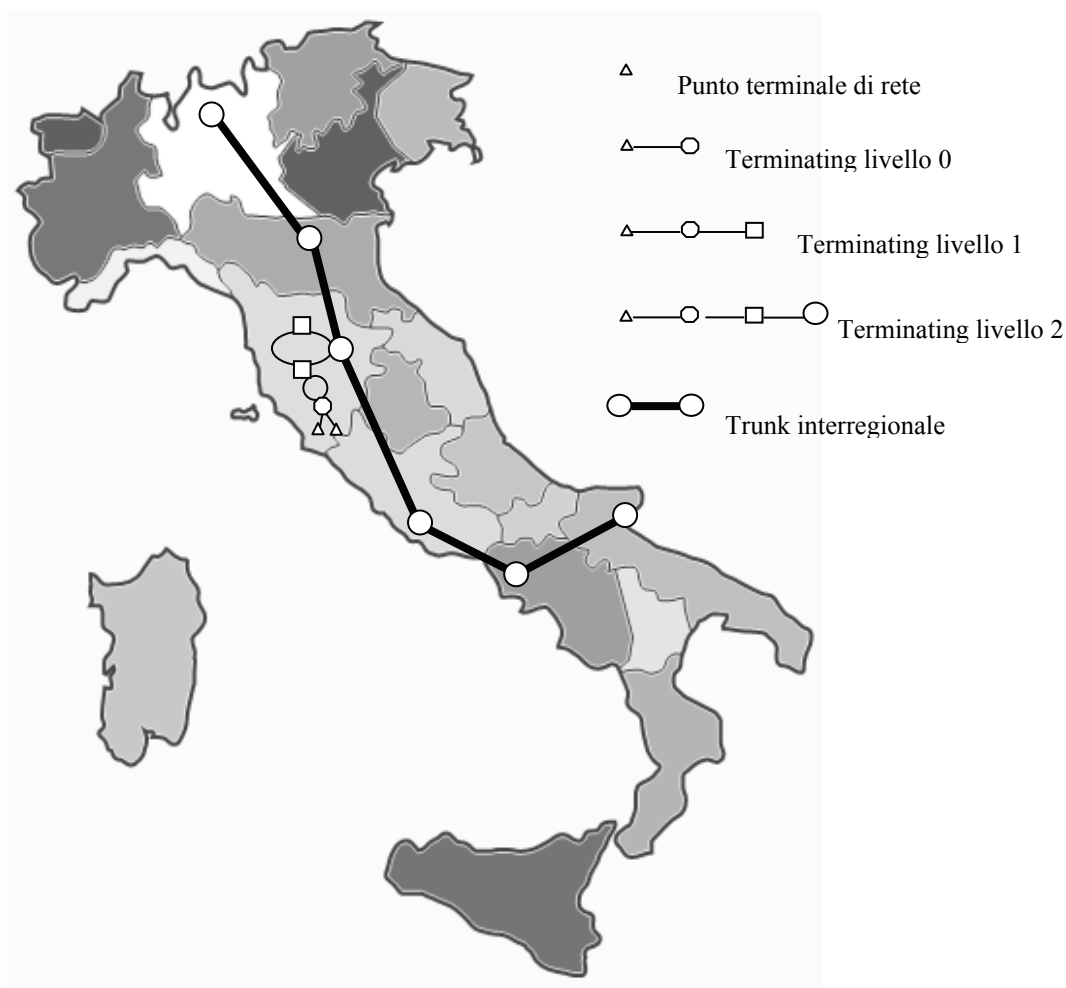 Punto terminale di rete
Terminating livello 0
Terminating livello 1
Terminating livello 2
Trunk interregionale